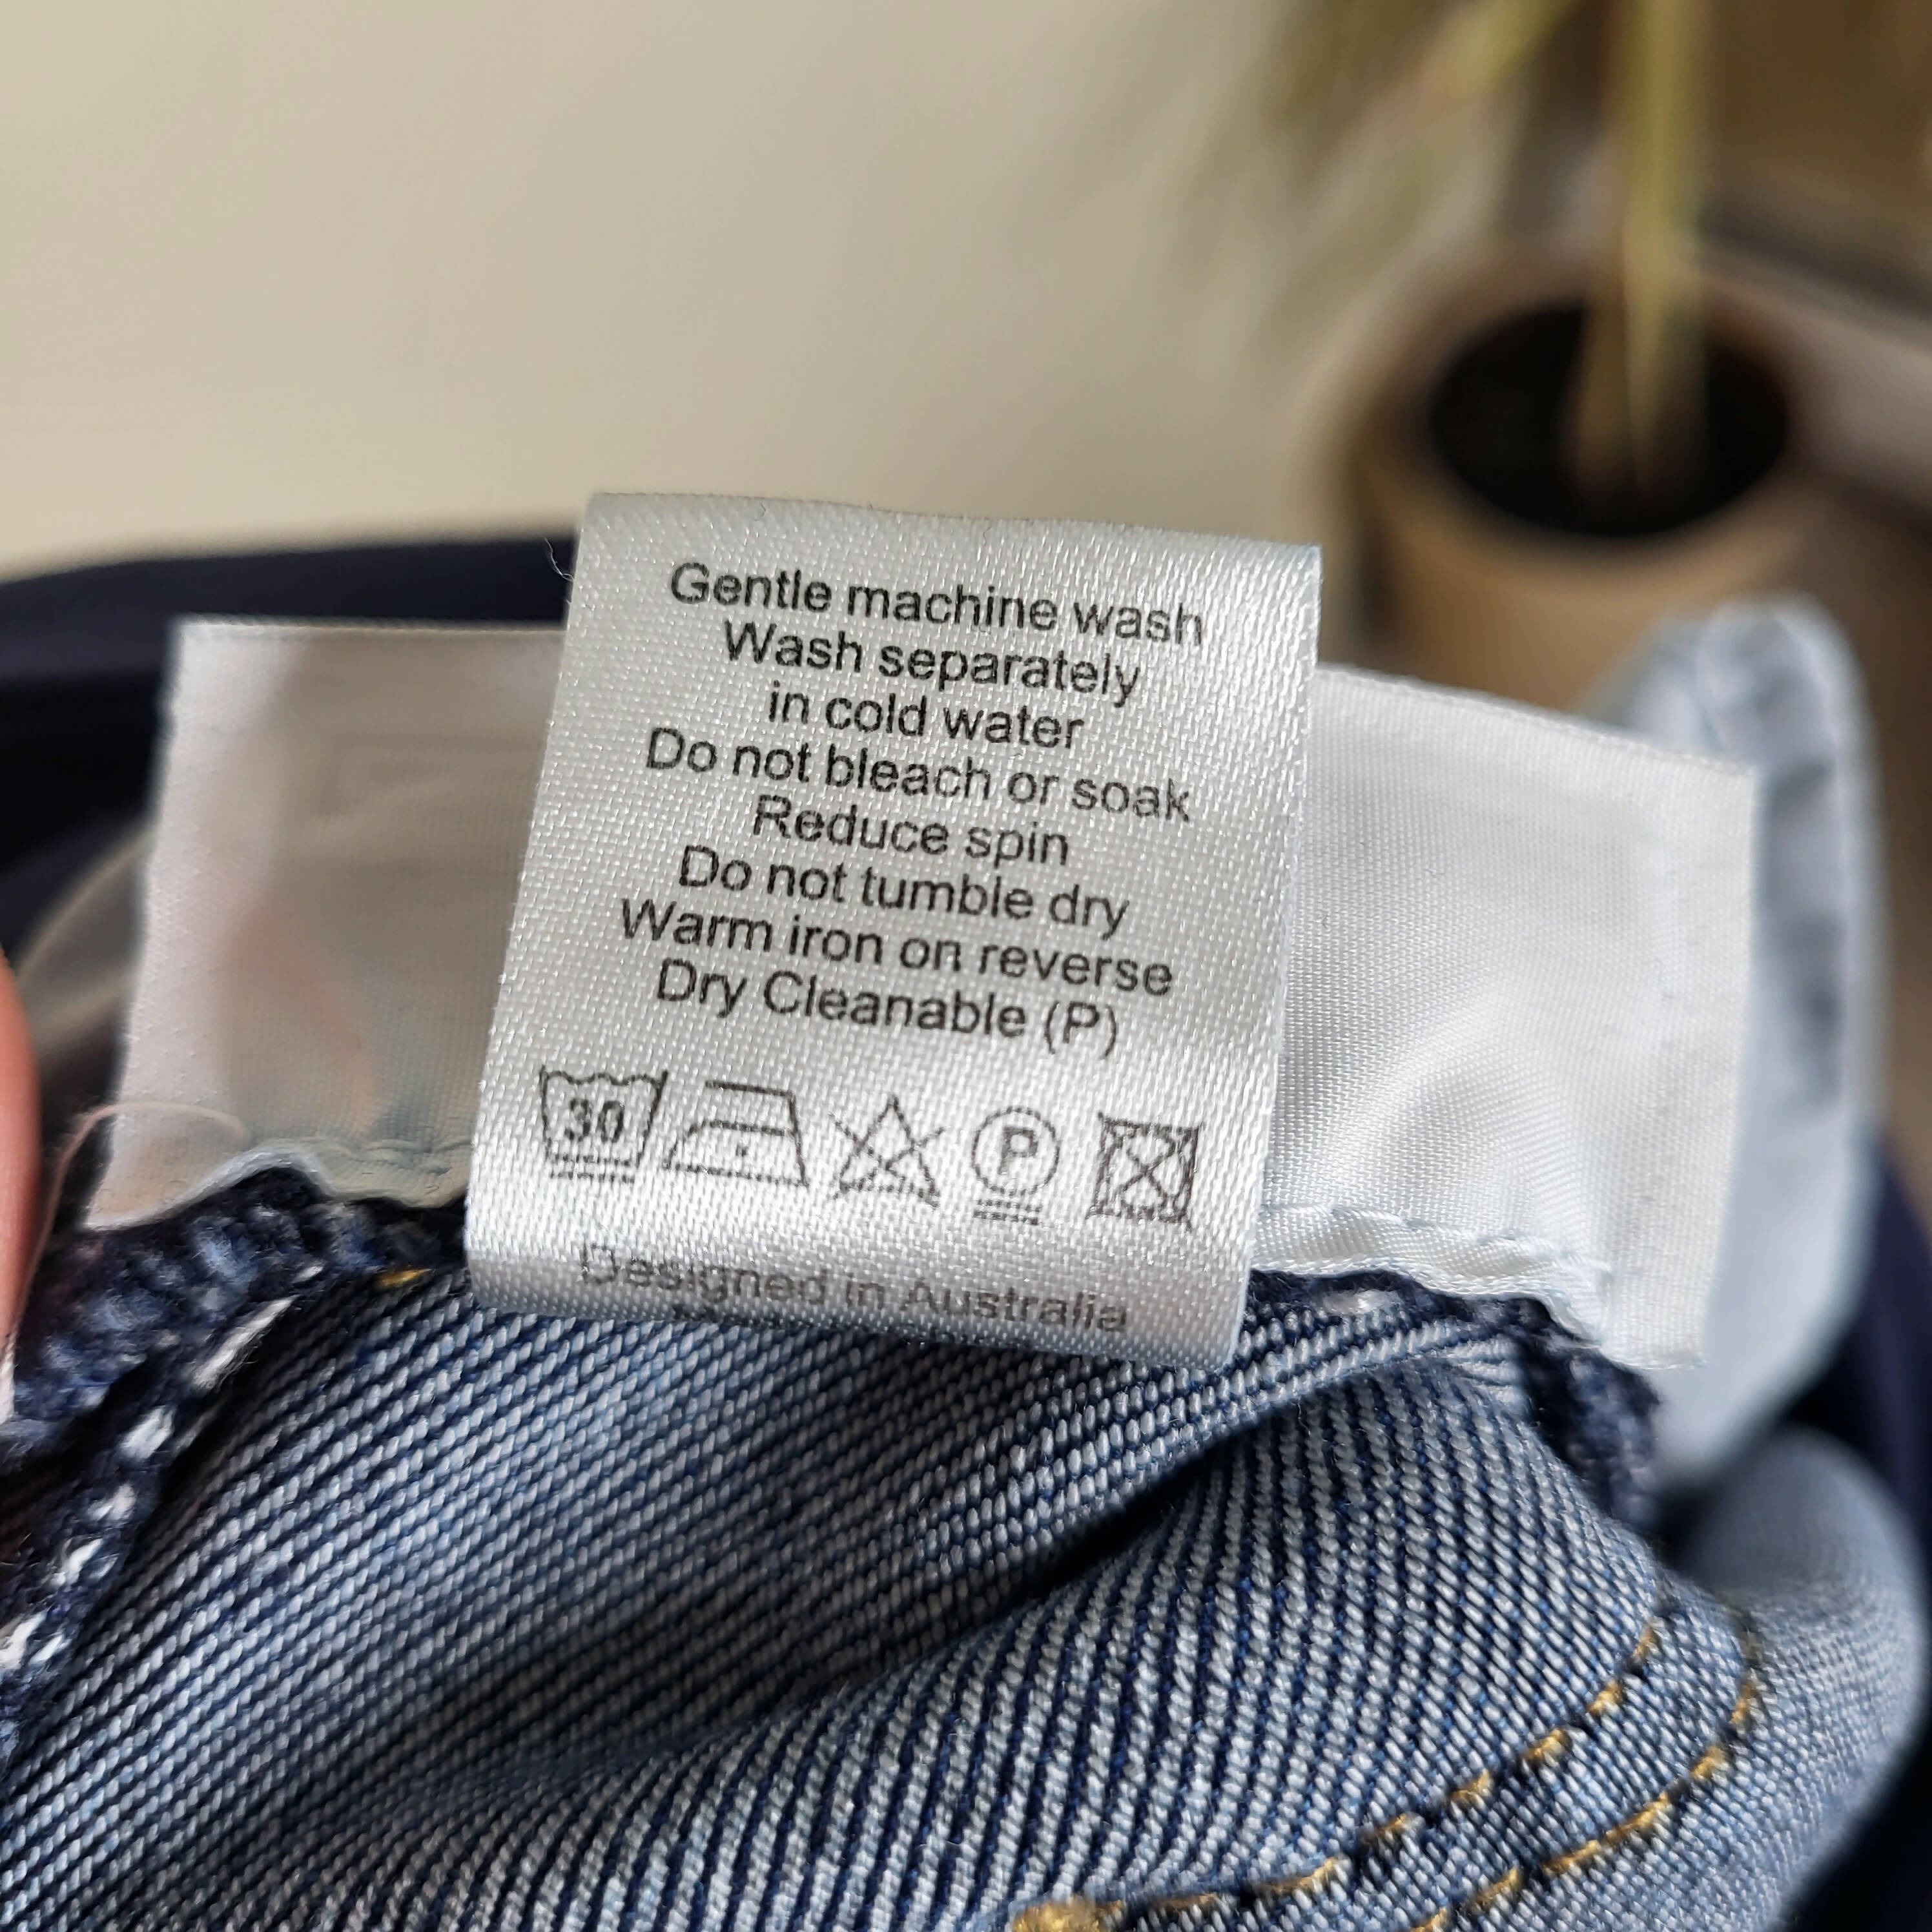 Gentle machine wash
Wash separately
in cold water
Do not bleach or soak
Reduce spin
Do not tumble dry
Warm iron on reverse
Dry Cleanable (P)
30 P
Designed in Australia